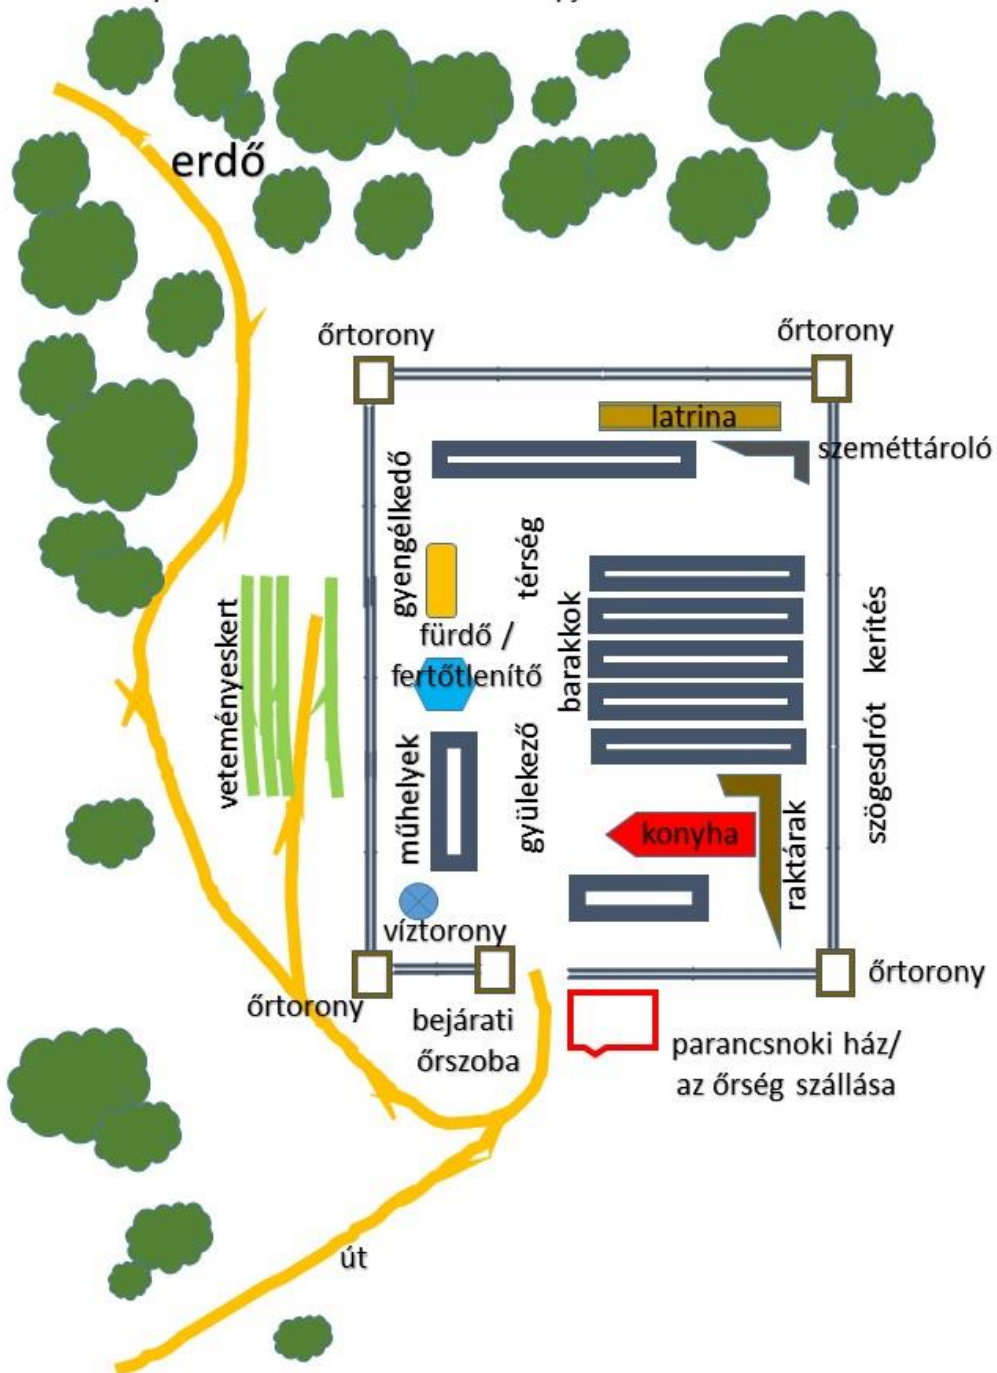 erdő
őrtorony
őrtorony
latrina
szeméttároló
gyengélkedő
térség
fürdő /
fertőtlenítő
barakkok
szögesdrót kerítés
veteményeskert
műhelyek
gyülekező
konyha
raktárak
víztorony
őrtorony
őrtorony
bejárati
őrszoba
parancsnoki ház/
az őrség szállása
út